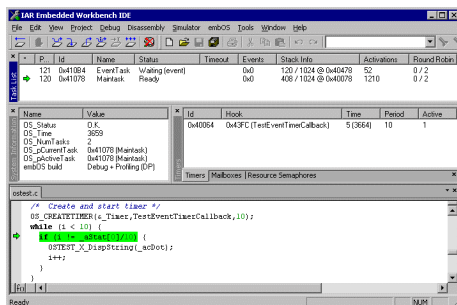 IAR Embedded Workbench IDE
File Edit View Project Debug Disassembly Simulator embOS Tools Window Help
* P... Id Name Status Timeout Events Stack Info Activations Round Robin
121 0x410B4 EventTask Waiting (event) 0x0 120 / 1024 @ 0x40478 52 0 / 2
120 0x41078 Maintask Ready 0x0 408 / 1024 @ 0x40078 1210 0 / 2
Task List
Name Value
OS_Status O.K.
OS_Time 3659
OS_NumTasks 2
OS_pCurrentTask 0x41078 (Maintask)
OS_pActiveTask 0x41078 (Maintask)
embOS build Debug + Profiling (DP)
Id Hook Time Period Active
0x40064 0x43FC (TestEventTimerCallback) 5 (3664) 10 1
Timers
Timers Mailboxes Resource Semaphores
ostest.c
/* Create and start timer */
OS_CREATETIMER(&_Timer,TestEventTimerCallback,10);
while (i < 10) {
if (i != _aStat[0]/10) {
OSTEST_X_DispString(_acDot);
i++;
}
}
Ready NUM